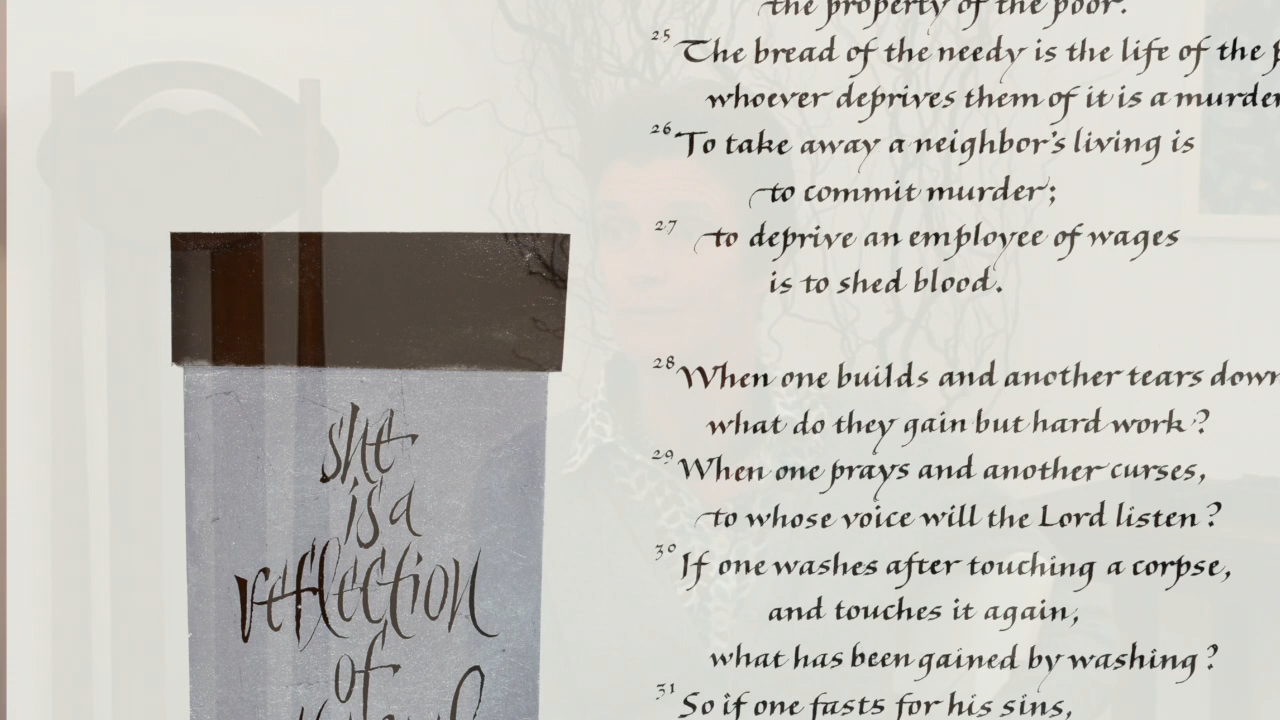 the property of the poor.
25 The bread of the needy is the life of the
whoever deprives them of it is a
26 To take away a neighbor's living is
to commit murder;
27 to deprive an employee of wages
is to shed blood.
28 When one builds and another tears down
what do they gain but hard work?
29 When one prays and another curses,
to whose voice will the Lord listen?
30 If one washes after touching a corpse,
and touches it again,
what has been gained by washing?
31 So if one fasts for his sins,
she
is a
reflection
of